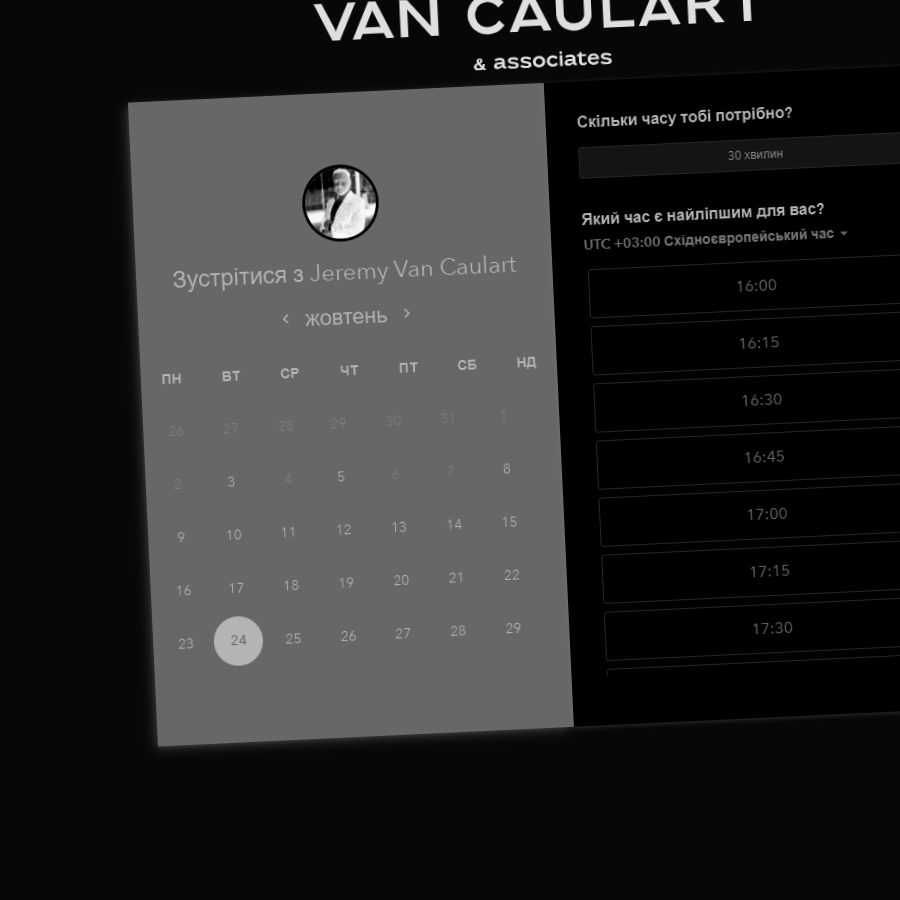 VAN CAULART
& associates
Зустрітися з Jeremy Van Caulart
жовтень
ПН ВТ СР ЧТ ПТ СБ НД
26 27 28 29 30 31 1
2 3 4 5 6 7 8
9 10 11 12 13 14 15
16 17 18 19 20 21 22
23 24 25 26 27 28 29
Скільки часу тобі потрібно?
30 хвилин
Який час є найліпшим для вас?
UTC +03:00 Східноєвропейський час
16:00
16:15
16:30
16:45
17:00
17:15
17:30